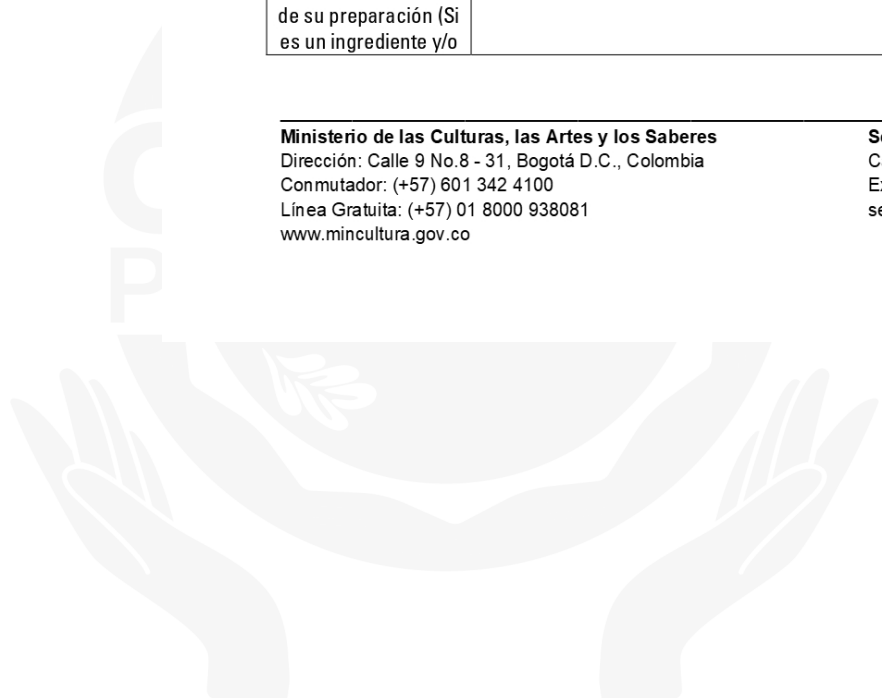 de su preparación (Si
es un ingrediente y/o
Ministerio de las Culturas, las Artes y los Saberes
Dirección: Calle 9 No.8 - 31, Bogotá D.C., Colombia
Conmutador: (+57) 601 342 4100
Línea Gratuita: (+57) 01 8000 938081
www.mincultura.gov.co